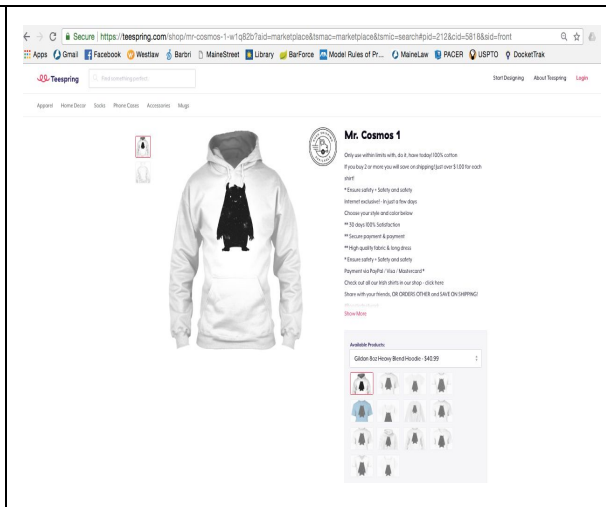 Secure | https://teespring.com/shop/mr-cosmos-1-w1q82b?aid=marketplace&tsmac=marketplace&tsmic=search#pid=212&cid=5818&sid=front
Apps Gmail Facebook Westlaw Barbri MaineStreet Library BarForce Model Rules of Pr... MaineLaw PACER USPTO DocketTrak
Teespring
Start Designing About Teespring Login
Apparel Home Decor Socks Phone Cases Accessories Mugs
Mr. Cosmos 1
Only use within limits with, do it, have today! 100% cotton
If you buy 2 or more you will save on shipping! just over $ 1.00 for each
shirt!
* Ensure safety + Safety and safety
Internet exclusive! - In just a few days
Choose your style and color below
** 30 days 100% Satisfaction
** Secure payment & payment
** High quality fabric & long dress
* Ensure safety + Safety and safety
Payment via PayPal / Visa / Mastercard *
Check out all our Irish shirts in our shop - click here
Share with your friends, OR ORDERS OTHER and SAVE ON SHIPPING!
Show More
Available Products:
Gildan 8oz Heavy Blend Hoodie - $40.99